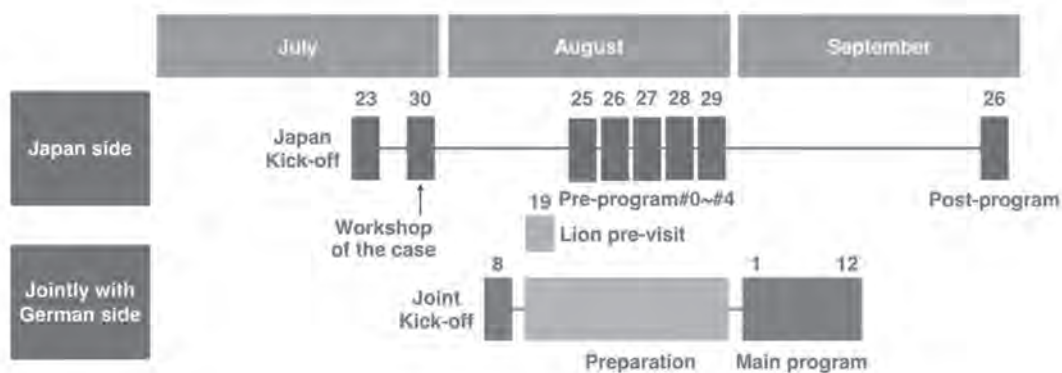 July
August
September
23
30
25
26
27
28
29
26
Japan side
Japan
Kick-off
Workshop
of the case
19
Pre-program#0~#4
Post-program
Lion pre-visit
Jointly with
German side
8
1
12
Joint
Kick-off
Preparation
Main program